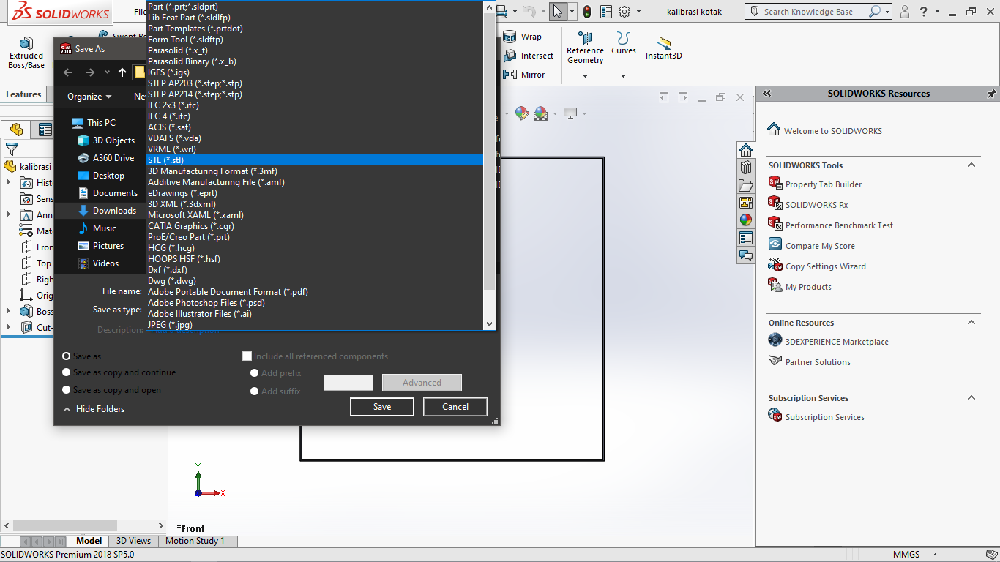 SOLIDWORKS
File
kalibrasi kotak
Search Knowledge Base
Extruded
Boss/Base
Swept Boss
Wrap
Intersect
Mirror
Reference
Geometry
Curves
Instant3D
Features
Save As
Organize
This PC
3D Objects
A360 Drive
Desktop
Documents
Downloads
Music
Pictures
Videos
File name:
Save as type:
Description:
Part (*.prt;*.sldprt)
Lib Feat Part (*.sldlfp)
Part Templates (*.prtdot)
Form Tool (*.sldftp)
Parasolid (*.x_t)
Parasolid Binary (*.x_b)
IGES (*.igs)
STEP AP203 (*.step;*.stp)
STEP AP214 (*.step;*.stp)
IFC 2x3 (*.ifc)
IFC 4 (*.ifc)
ACIS (*.sat)
VDAFS (*.vda)
VRML (*.wrl)
STL (*.stl)
3D Manufacturing Format (*.3mf)
Additive Manufacturing File (*.amf)
eDrawings (*.eprt)
3D XML (*.3dxml)
Microsoft XAML (*.xaml)
CATIA Graphics (*.cgr)
ProE/Creo Part (*.prt)
HCG (*.hcg)
HOOPS HSF (*.hsf)
Dxf (*.dxf)
Dwg (*.dwg)
Adobe Portable Document Format (*.pdf)
Adobe Photoshop Files (*.psd)
Adobe Illustrator Files (*.ai)
JPEG (*.jpg)
Save as
Save as copy and continue
Save as copy and open
Include all referenced components
Add prefix
Add suffix
Advanced
Hide Folders
Save
Cancel
kalibrasi
Hist
Sens
Ann
Mate
Fron
Top
Righ
Orig
Boss
Cut-
Y
X
*Front
Model
3D Views
Motion Study 1
SOLIDWORKS Premium 2018 SP5.0
MMGS
SOLIDWORKS Resources
Welcome to SOLIDWORKS
SOLIDWORKS Tools
Property Tab Builder
SOLIDWORKS Rx
Performance Benchmark Test
Compare My Score
Copy Settings Wizard
My Products
Online Resources
3DEXPERIENCE Marketplace
Partner Solutions
Subscription Services
Subscription Services